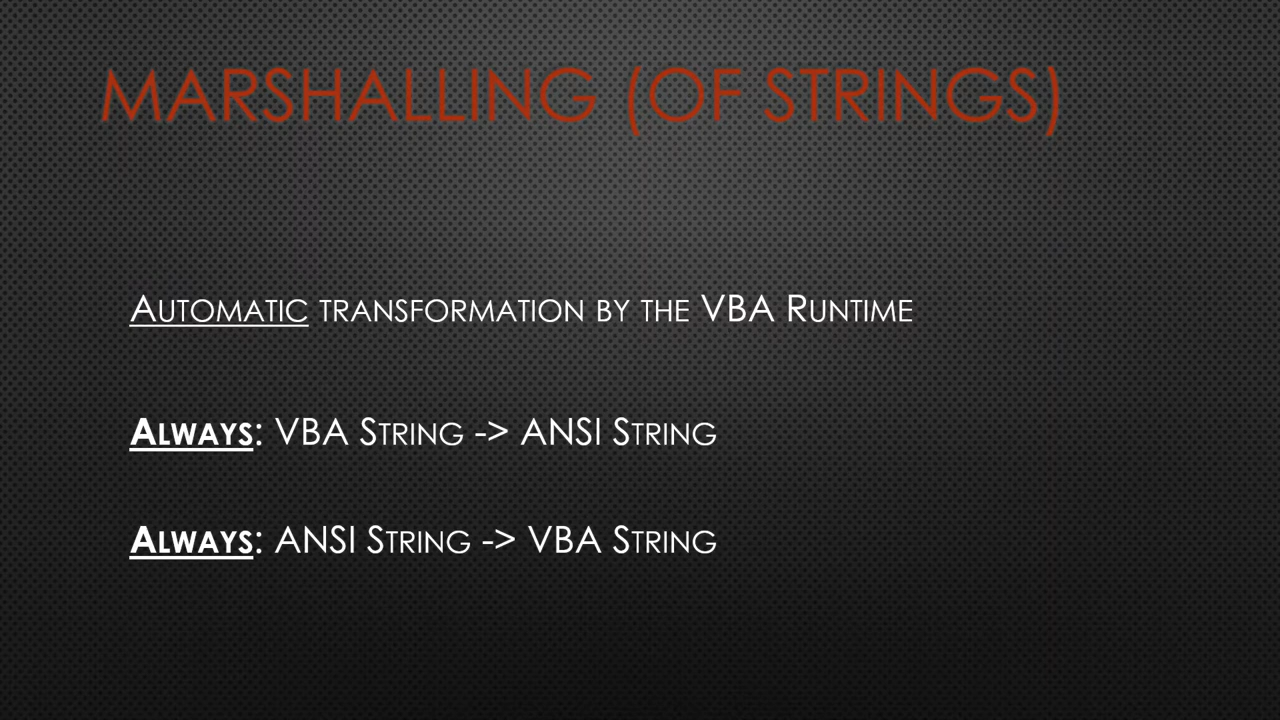 MARSHALLING (OF STRINGS)
Automatic transformation by the VBA Runtime
Always: VBA String -> ANSI String
Always: ANSI String -> VBA String